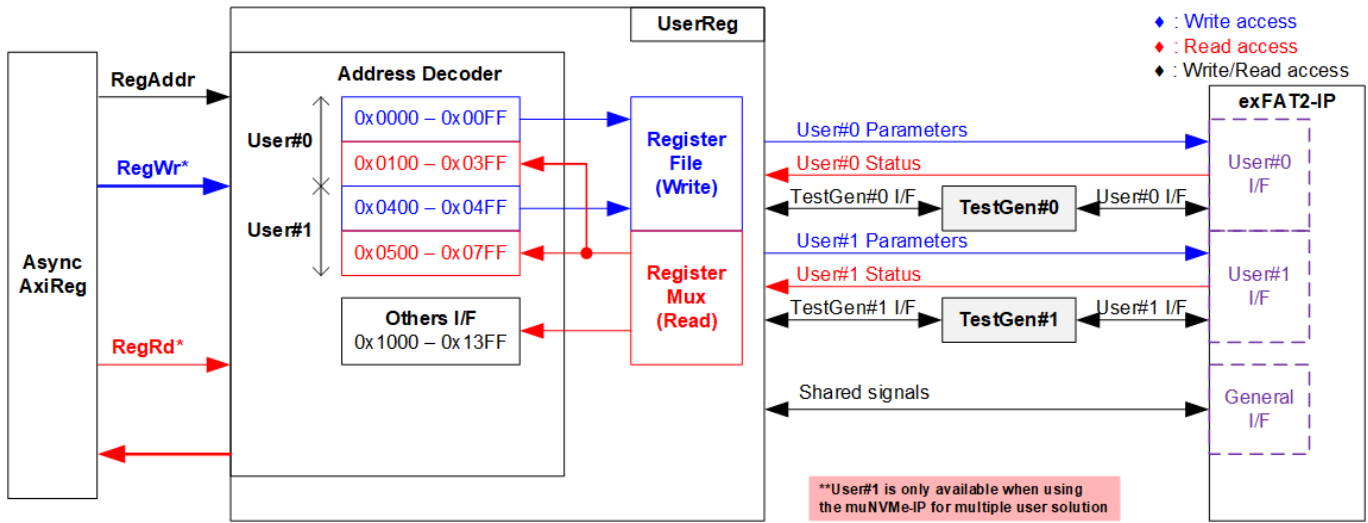 UserReg
♦ : Write access
♦ : Read access
♦ : Write/Read access
Async
AxiReg
RegAddr
RegWr*
RegRd*
Address Decoder
User#0
0x0000 – 0x00FF
0x0100 – 0x03FF
User#1
0x0400 – 0x04FF
0x0500 – 0x07FF
Others I/F
0x1000 – 0x13FF
Register
File
(Write)
Register
Mux
(Read)
User#0 Parameters
User#0 Status
TestGen#0 I/F
TestGen#0
User#0 I/F
User#1 Parameters
User#1 Status
TestGen#1 I/F
TestGen#1
User#1 I/F
Shared signals
exFAT2-IP
User#0
I/F
User#1
I/F
General
I/F
**User#1 is only available when using
the muNVMe-IP for multiple user solution